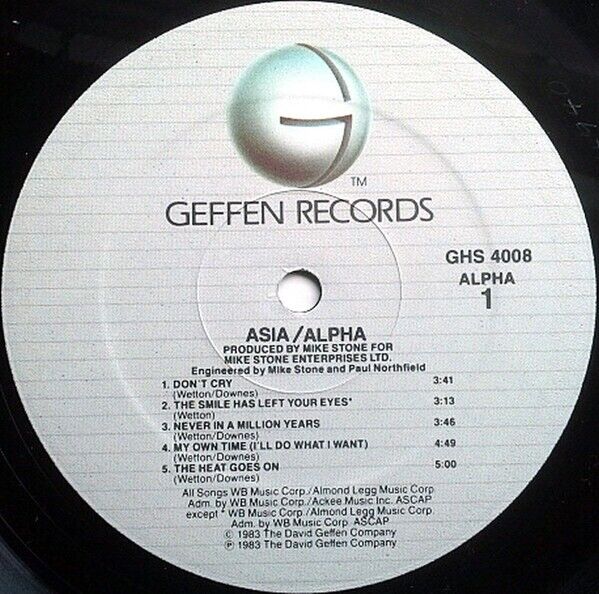 TM
GEFFEN RECORDS
GHS 4008
ALPHA
1
ASIA/ALPHA
PRODUCED BY MIKE STONE FOR
MIKE STONE ENTERPRISES LTD.
Engineered by Mike Stone and Paul Northfield
1. DON'T CRY 3:41
(Wetton/Downes)
2. THE SMILE HAS LEFT YOUR EYES* 3:13
(Wetton)
3. NEVER IN A MILLION YEARS 3:46
(Wetton/Downes)
4. MY OWN TIME (I'LL DO WHAT I WANT) 4:49
(Wetton/Downes)
5. THE HEAT GOES ON 5:00
(Wetton/Downes)
All Songs WB Music Corp./Almond Legg Music Corp
Adm. by WB Music Corp./Ackee Music Inc. ASCAP
except * WB Music Corp./Almond Legg Music Corp.
Adm. by WB Music Corp. ASCAP
© 1983 The David Geffen Company
℗ 1983 The David Geffen Company